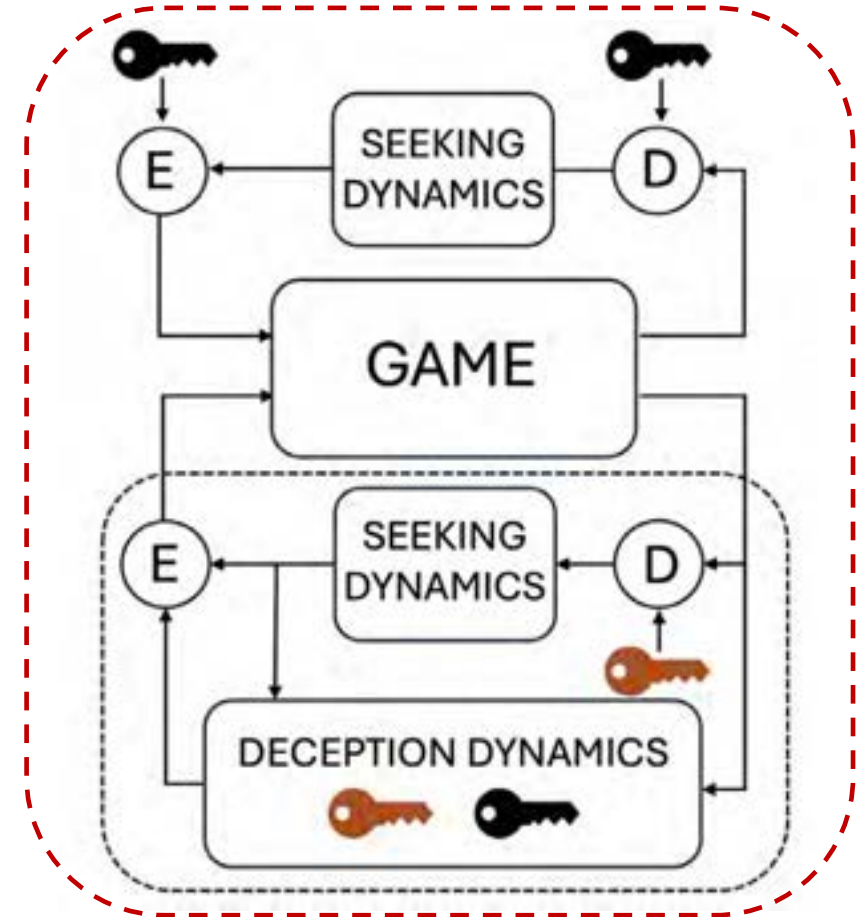 E
SEEKING
DYNAMICS
D
GAME
E
SEEKING
DYNAMICS
D
DECEPTION DYNAMICS